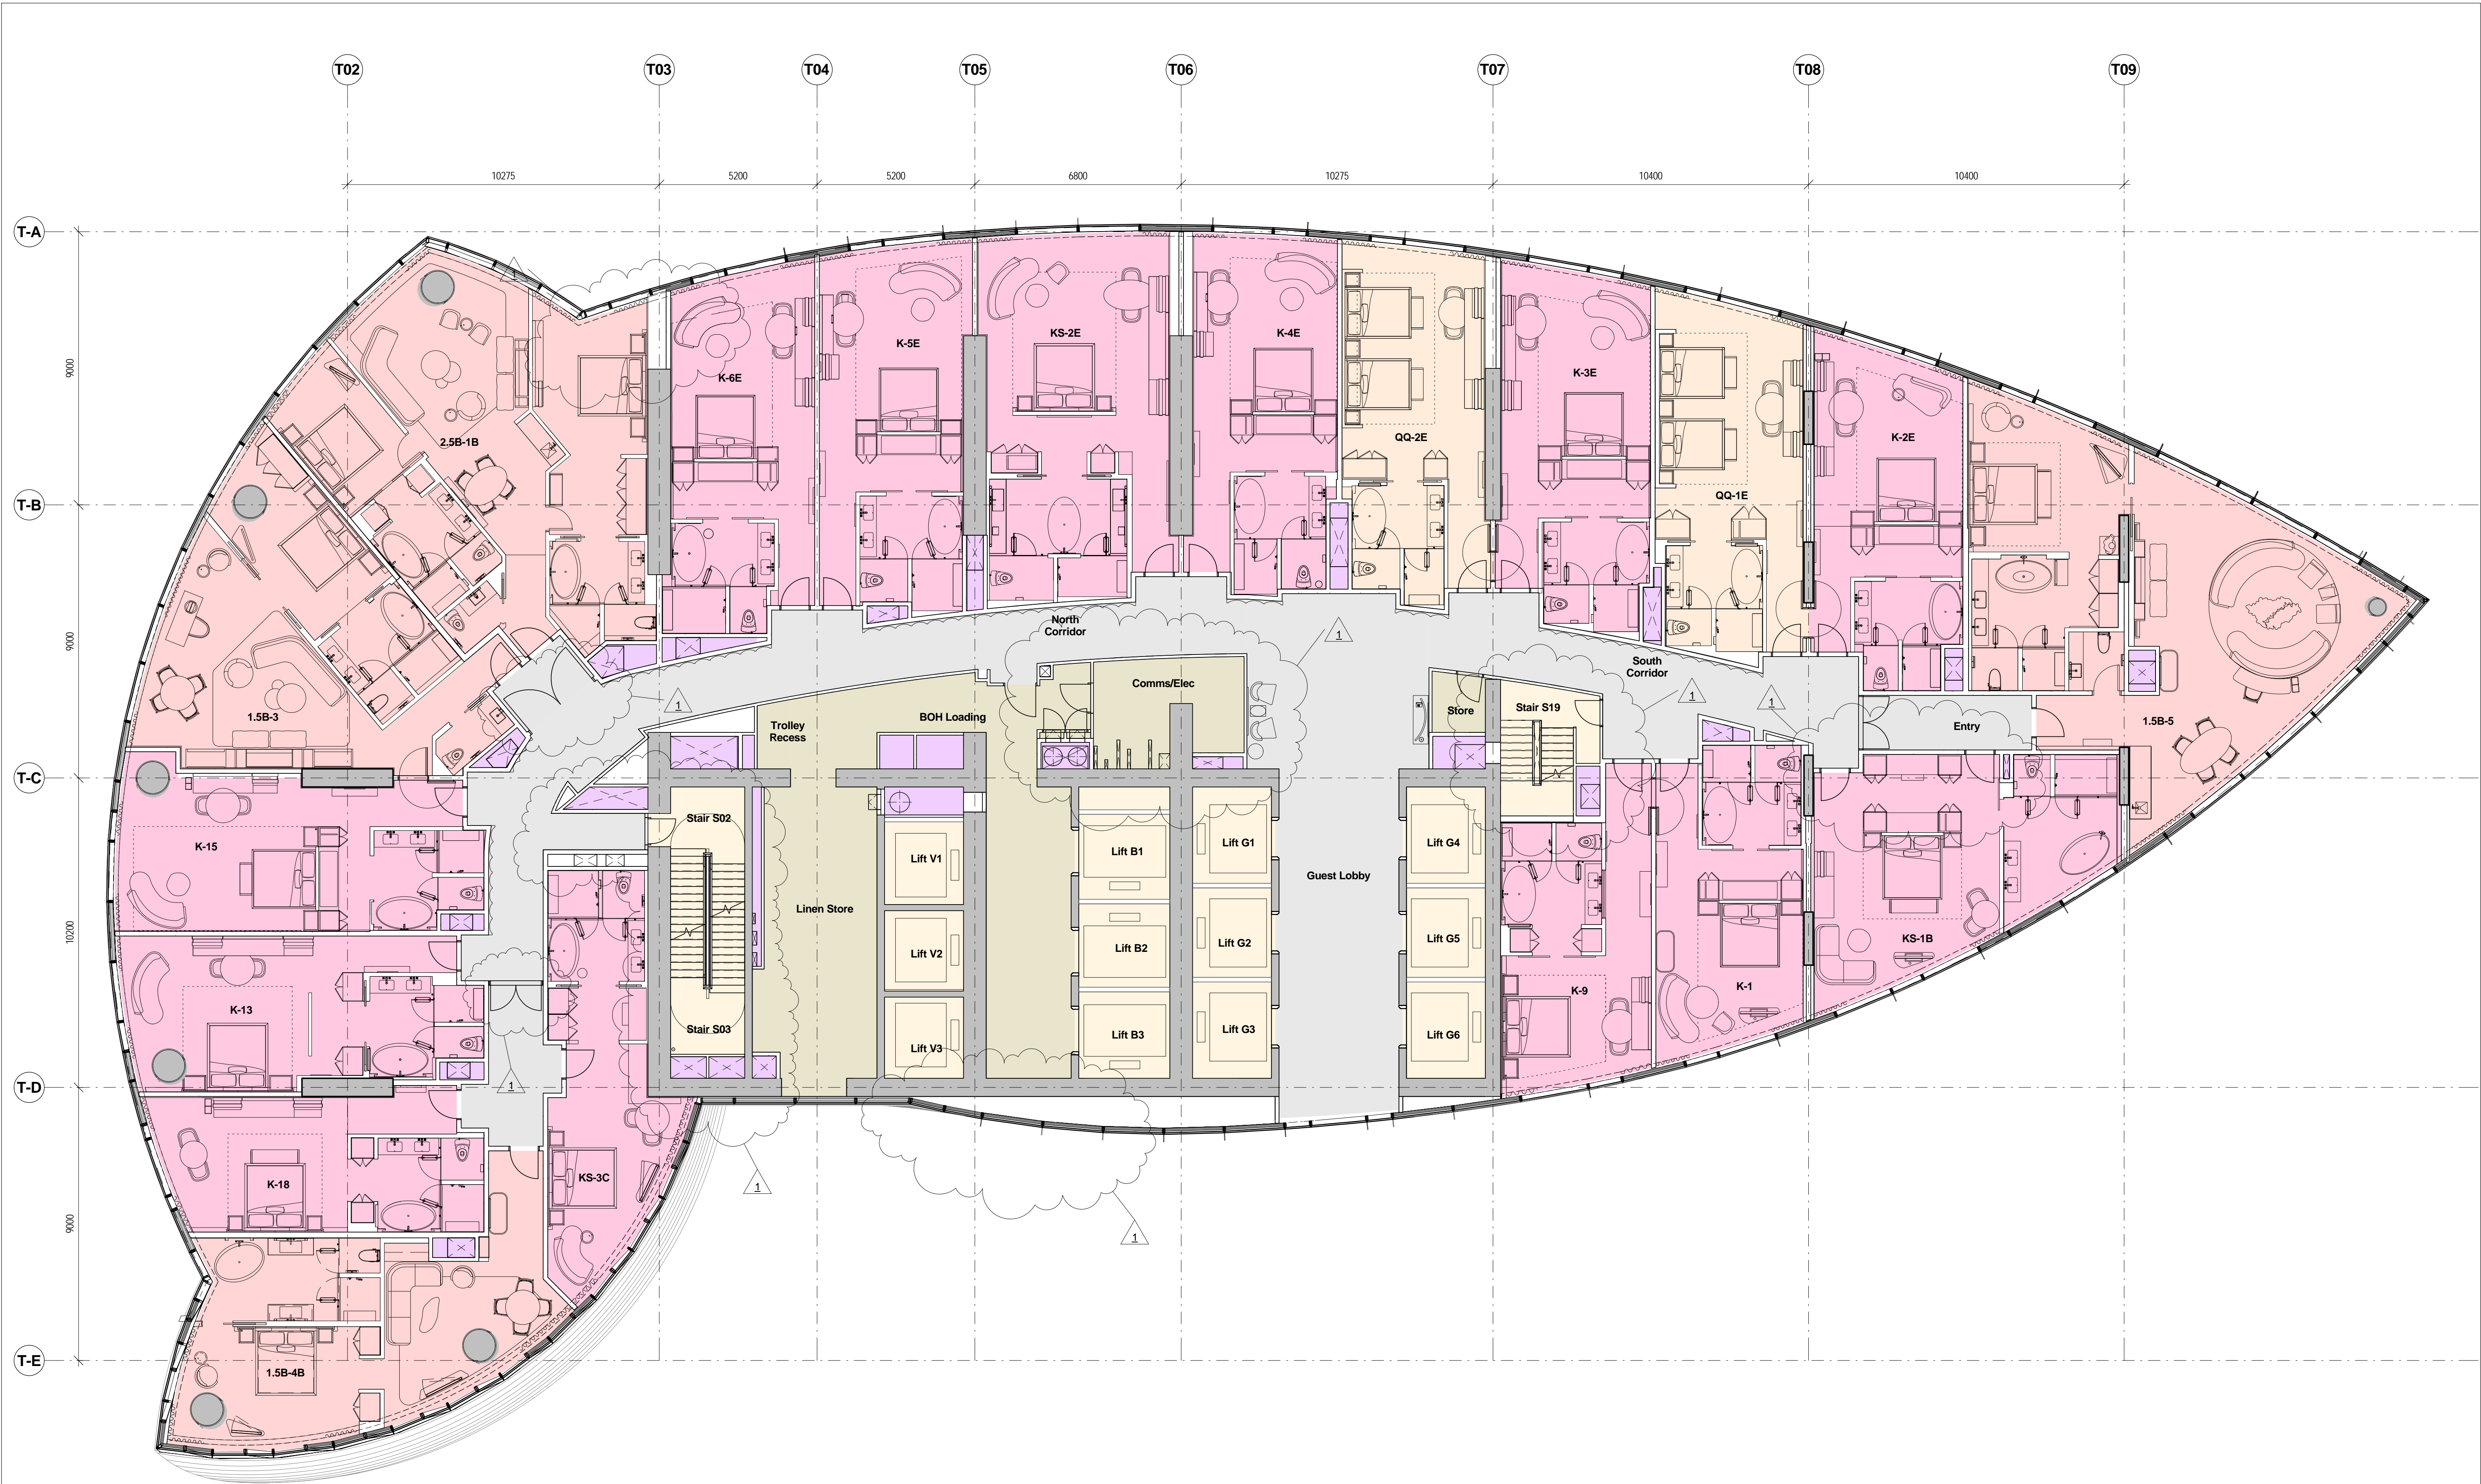 T02
T03
T04
T05
T06
T07
T08
T09
10275
5200
5200
6800
10275
10400
10400
T-A
1
9000
K-6E
K-5E
KS-2E
K-4E
K-3E
QQ-2E
K-2E
2.5B-1B
QQ-1E
T-B
9000
North
Corridor
1
South
Corridor
1
1
1
Comms/Elec
1.5B-3
Trolley
Recess
BOH Loading
Store
Stair S19
Entry
1.5B-5
T-C
K-15
Stair S02
Lift V1
Lift B1
Lift G1
Lift G4
Guest Lobby
10200
Linen Store
Lift V2
Lift B2
Lift G2
Lift G5
KS-1B
K-13
K-9
K-1
Stair S03
Lift V3
Lift B3
Lift G3
Lift G6
T-D
1
K-18
KS-3C
1
9000
1
T-E
1.5B-4B